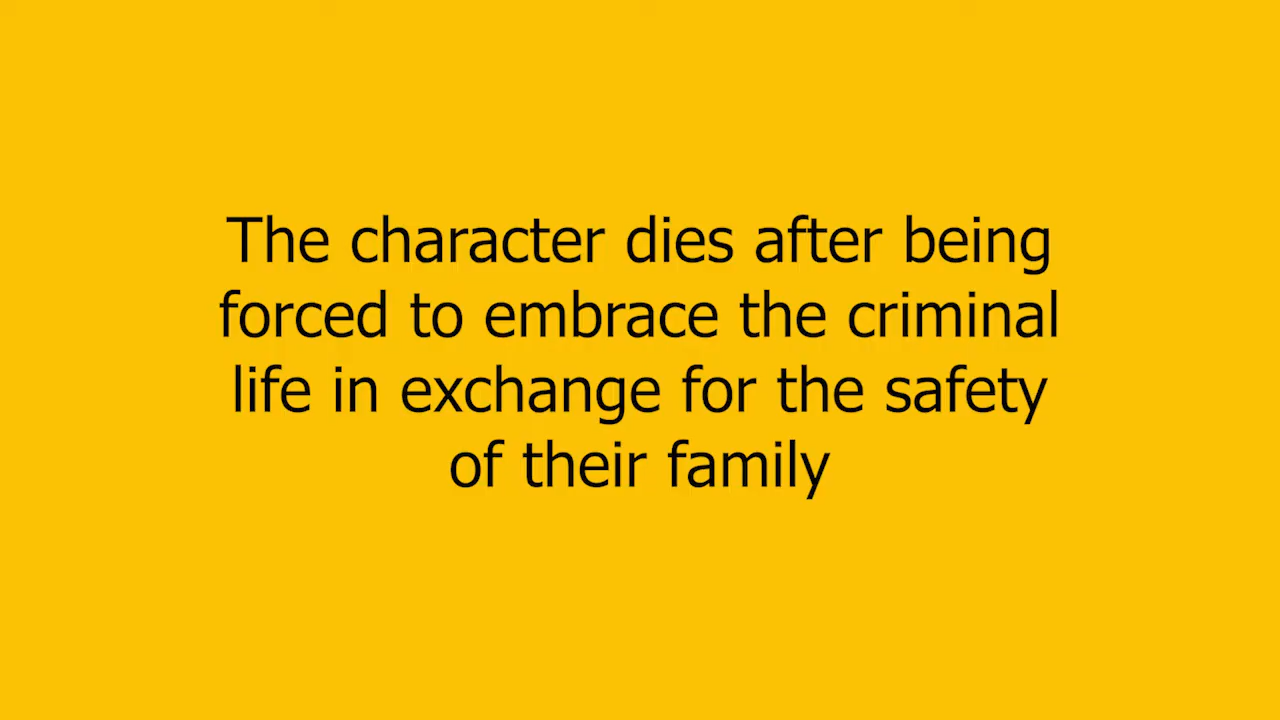 The character dies after being
forced to embrace the criminal
life in exchange for the safety
of their family